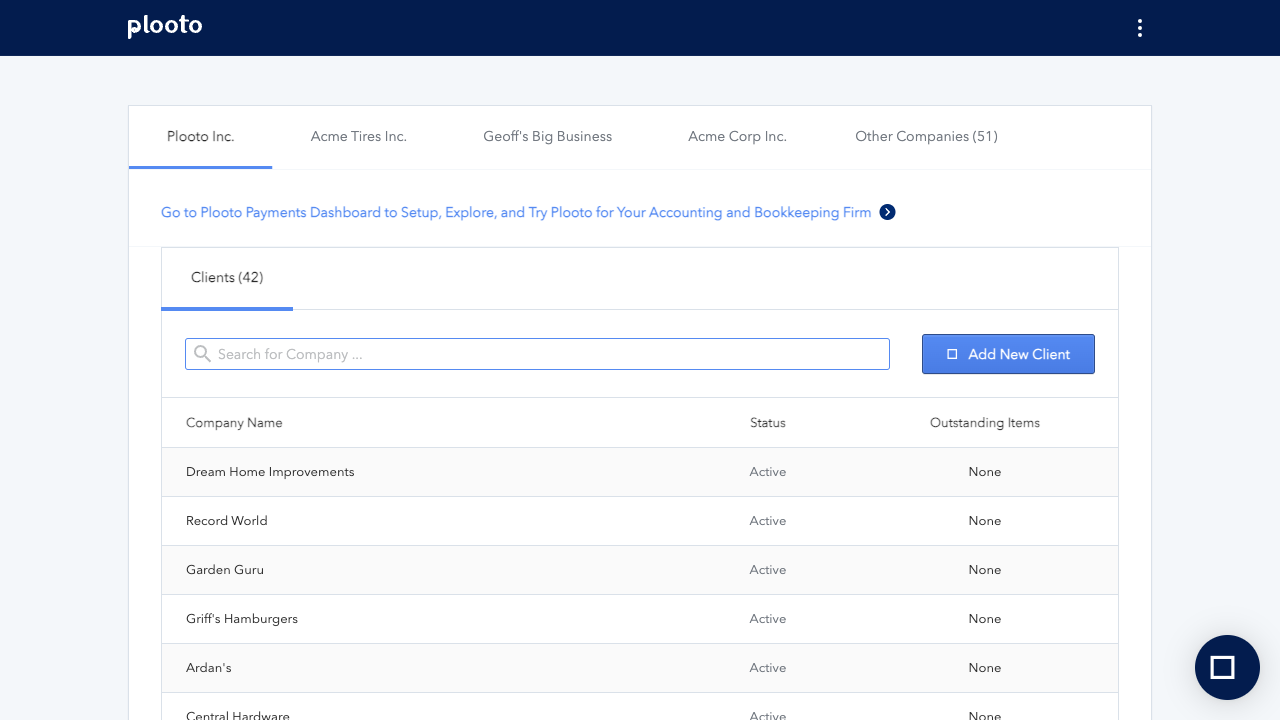 plooto
Plooto Inc. Acme Tires Inc. Geoff's Big Business Acme Corp Inc. Other Companies (51)
Go to Plooto Payments Dashboard to Setup, Explore, and Try Plooto for Your Accounting and Bookkeeping Firm
Clients (42)
Search for Company ... Add New Client
Company Name Status Outstanding Items
Dream Home Improvements Active None
Record World Active None
Garden Guru Active None
Griff's Hamburgers Active None
Ardan's Active None
Central Hardware Active None